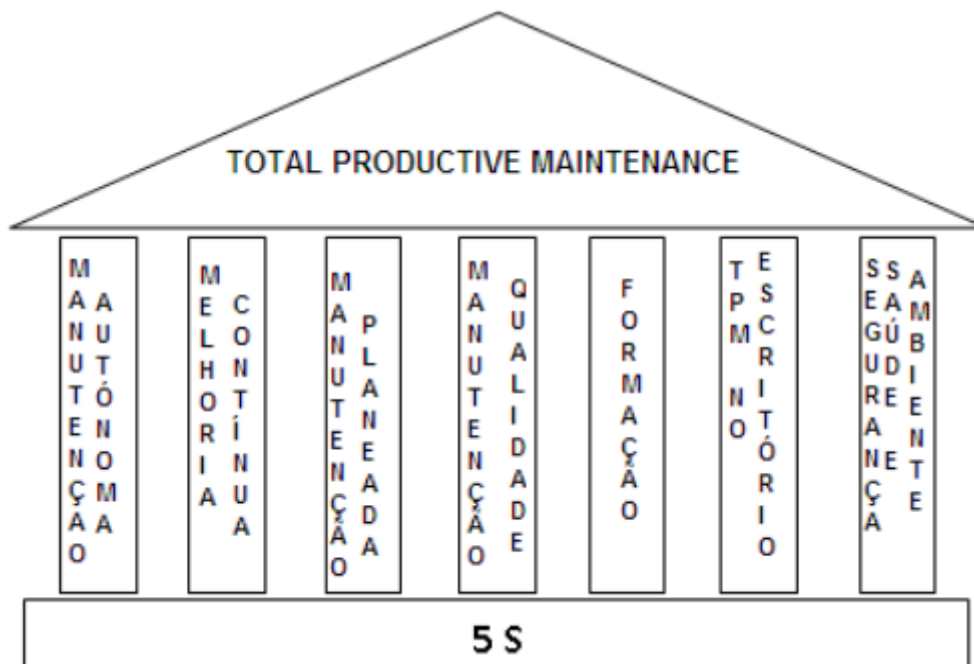 TOTAL PRODUCTIVE MAINTENANCE
MANUTENÇÃO
AUTÓNOMA
MELHORIA
CONTÍNUA
MANUTENÇÃO
PLANEADA
MANUTENÇÃO
QUALIDADE
FORMAÇÃO
TPM NO
ESCRITÓRIO
SEGURANÇA
SAÚDE E
AMBIENTE
5 S